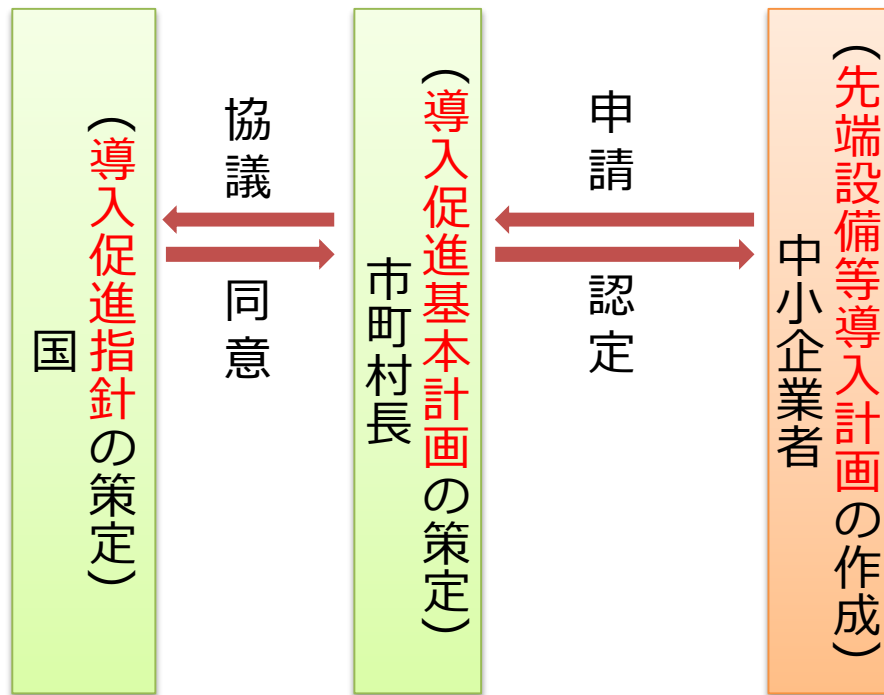 国
（導入促進指針の策定）
協議
同意
市町村長
（導入促進基本計画の策定）
申請
認定
中小企業者
（先端設備等導入計画の作成）